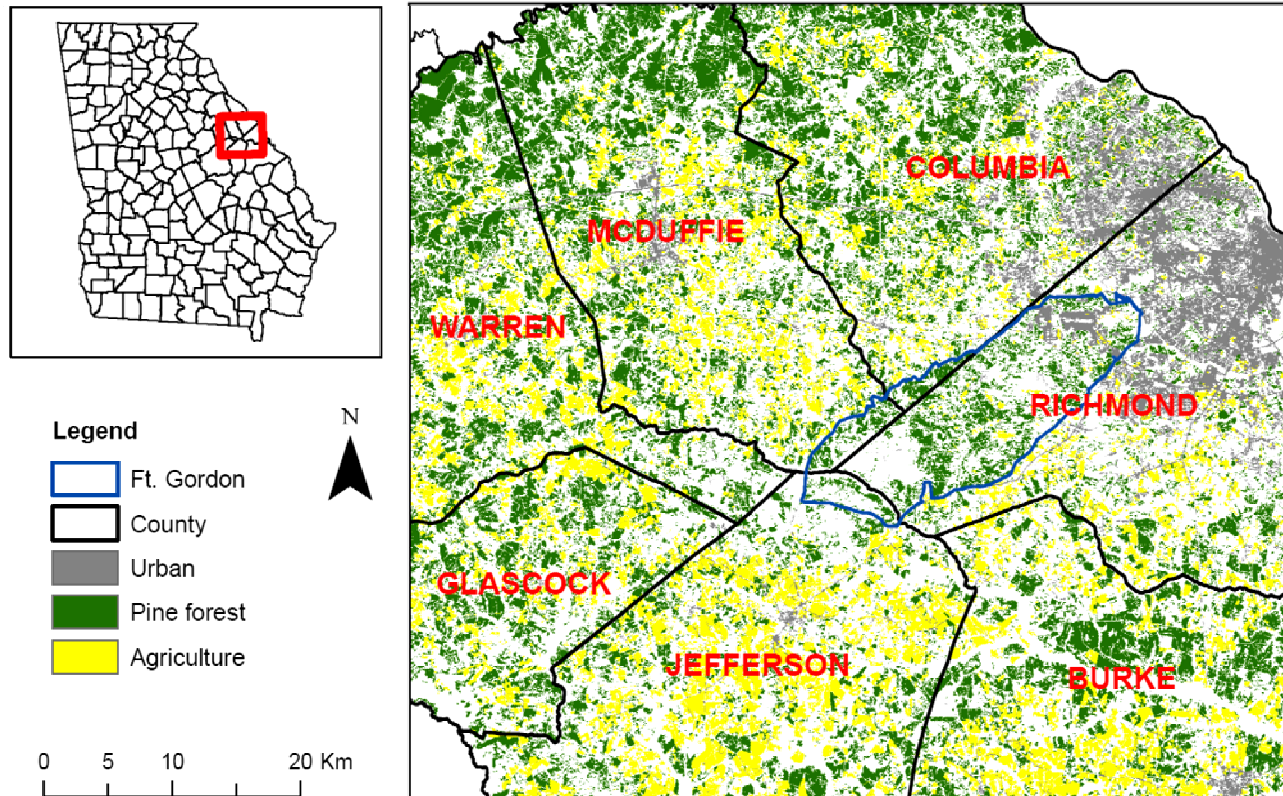 N
Legend
Ft. Gordon
County
Urban
Pine forest
Agriculture
0 5 10 20 Km
COLUMBIA
MCDUFFIE
WARREN
RICHMOND
GLASCOCK
JEFFERSON
BURKE